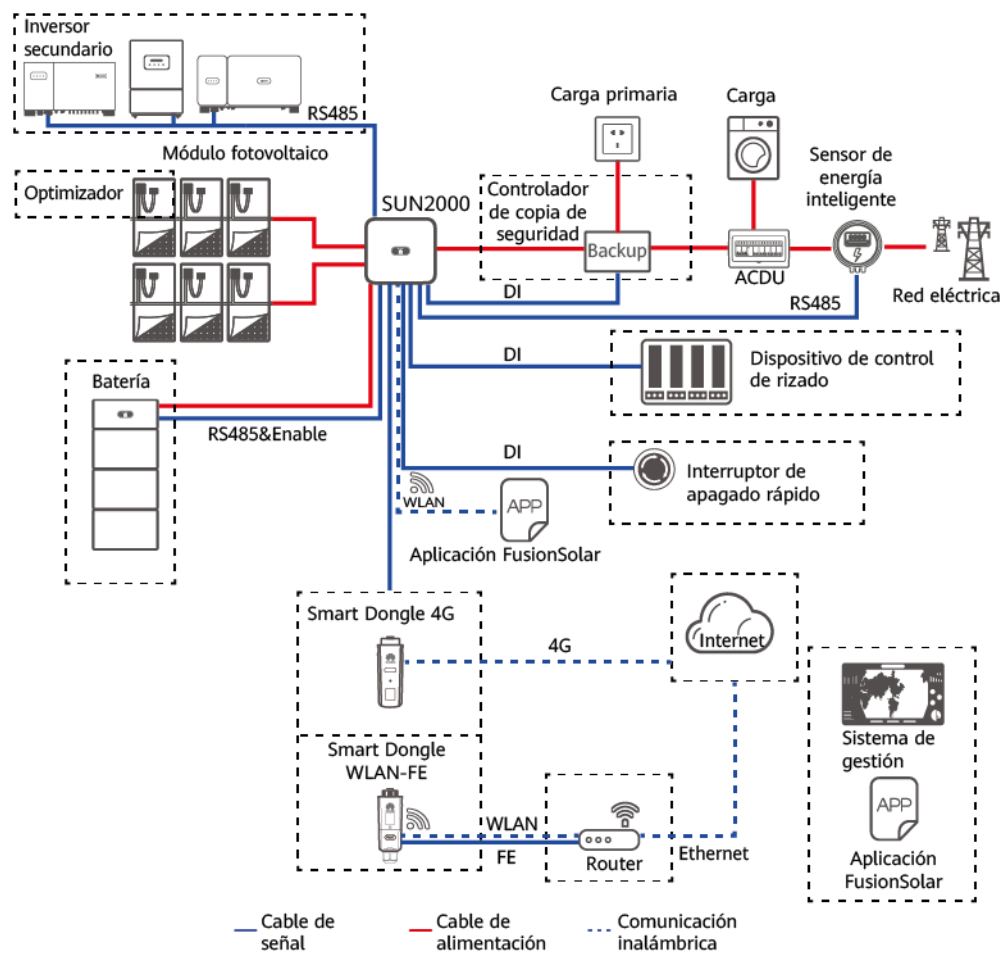 Inversor
secundario
RS485
Módulo fotovoltaico
Optimizador
SUN2000
Controlador
de copia de
seguridad
Backup
Carga primaria
Carga
ACDU
Sensor de
energía
inteligente
Red eléctrica
DI
RS485
DI
Dispositivo de control
de rizado
Batería
RS485&Enable
DI
Interruptor de
apagado rápido
WLAN
APP
Aplicación FusionSolar
Smart Dongle 4G
4G
Internet
Smart Dongle
WLAN-FE
WLAN
FE
Router
Ethernet
Sistema de
gestión
APP
Aplicación
FusionSolar
Cable de
señal
Cable de
alimentación
Comunicación
inalámbrica